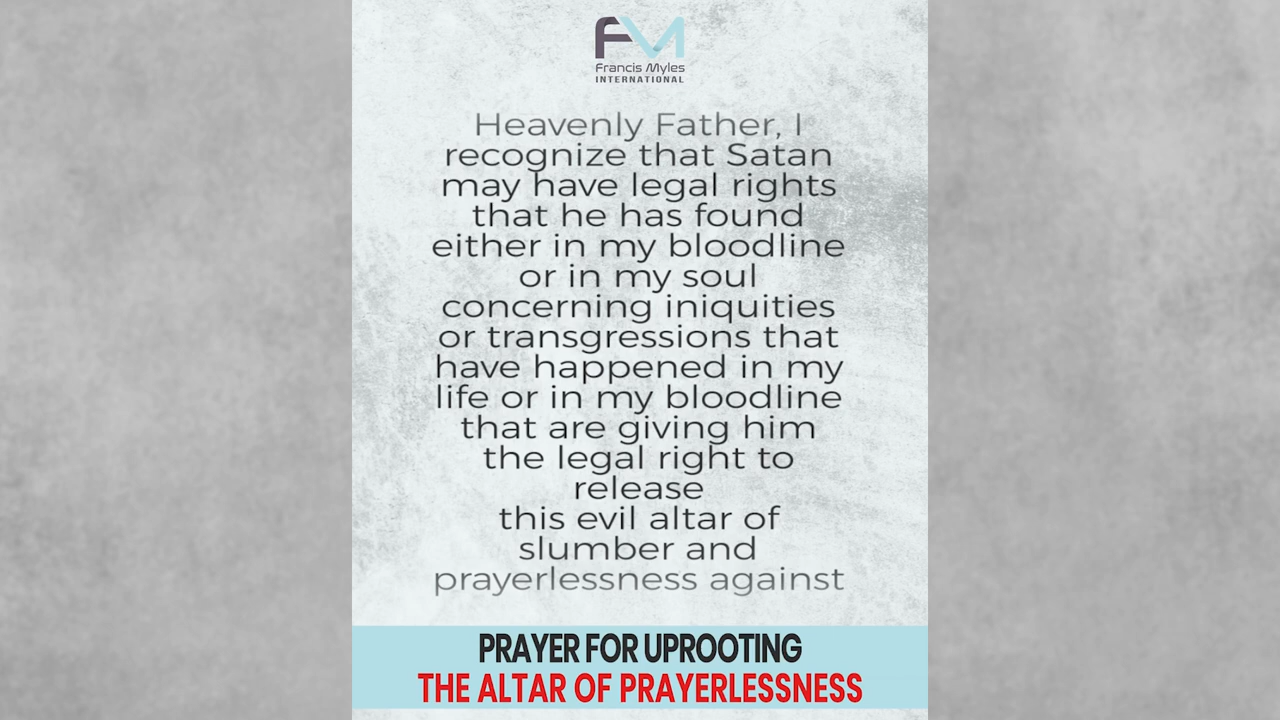 FM
Francis Myles
INTERNATIONAL
Heavenly Father, I
recognize that Satan
may have legal rights
that he has found
either in my bloodline
or in my soul
concerning iniquities
or transgressions that
have happened in my
life or in my bloodline
that are giving him
the legal right to
release
this evil altar of
slumber and
prayerlessness against
PRAYER FOR UPROOTING
THE ALTAR OF PRAYERLESSNESS